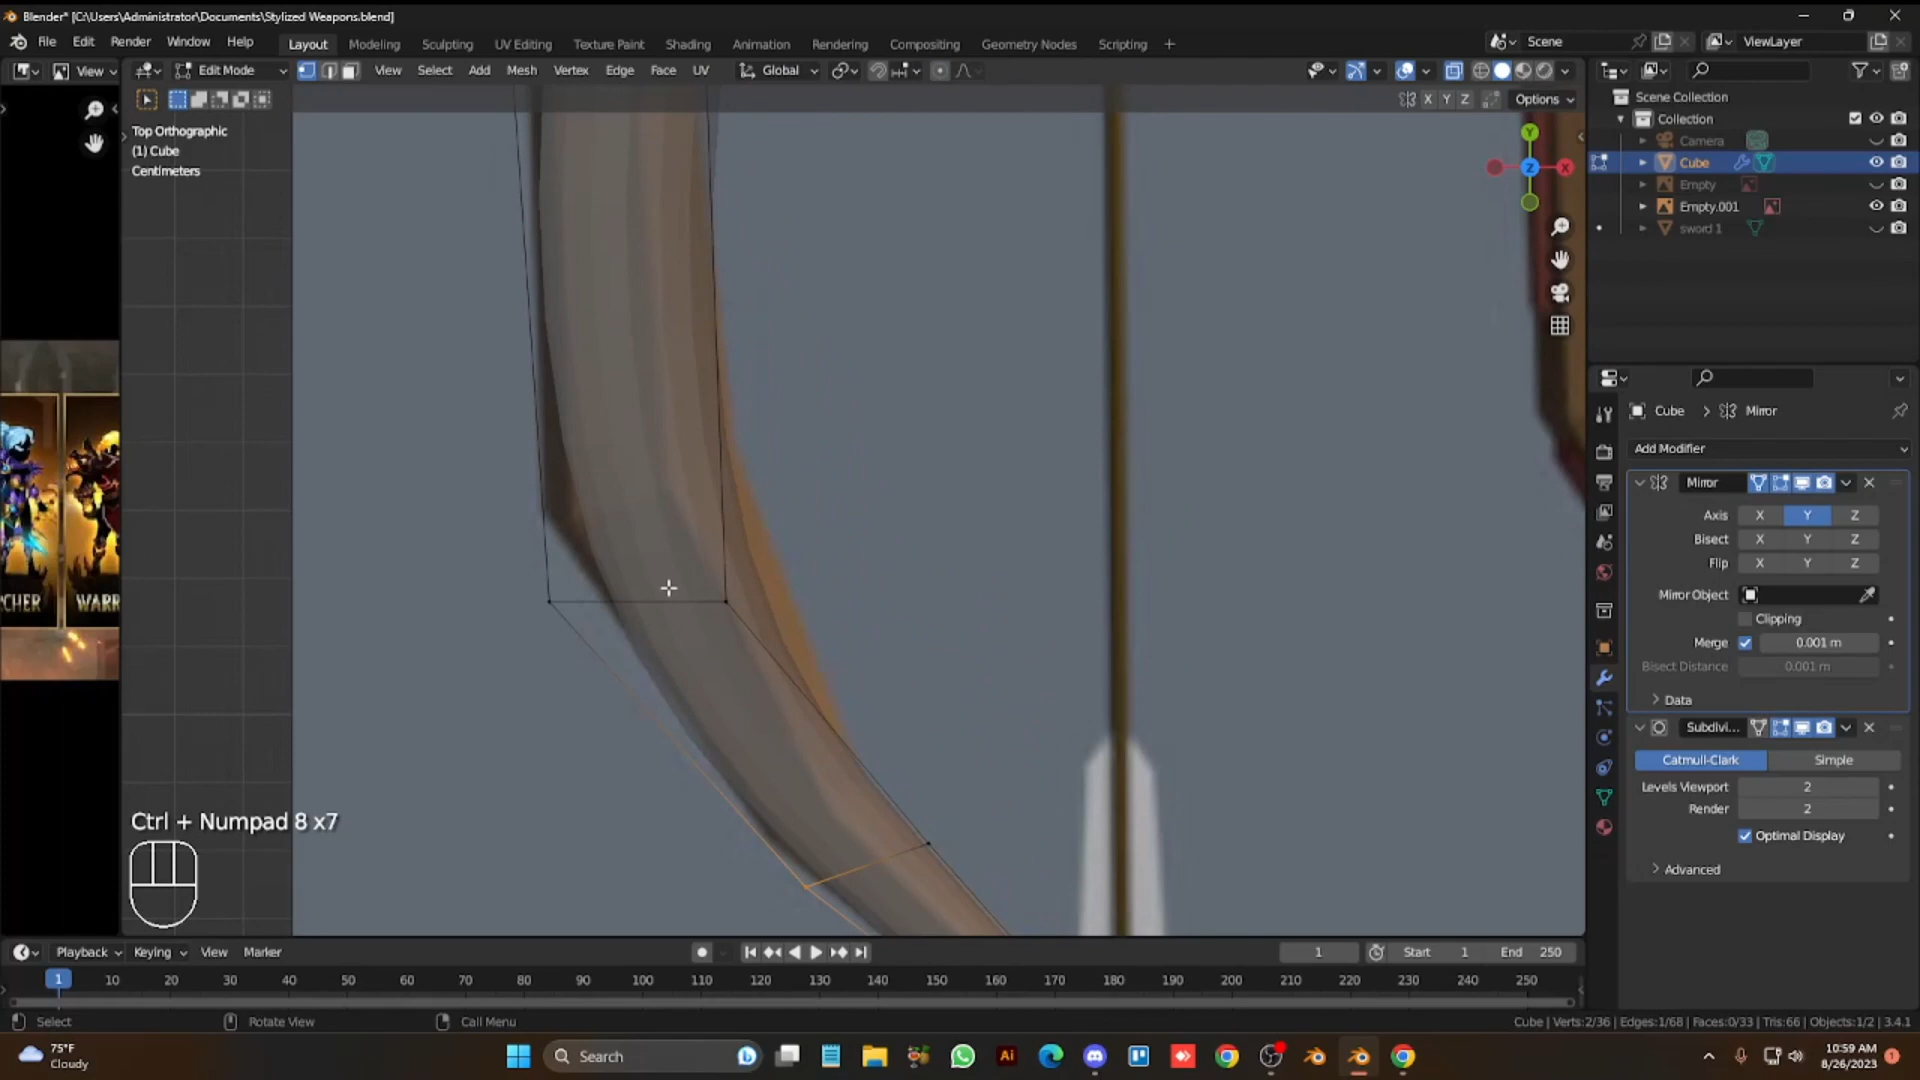 Blender* [C:\Users\Administrator\Documents\Stylized Weapons.blend]
File Edit Render Window Help
Layout Modeling Sculpting UV Editing Texture Paint Shading Animation Rendering Compositing Geometry Nodes Scripting +
Scene ViewLayer
View Edit Mode View Select Add Mesh Vertex Edge Face UV Global
X Y Z Options
Top Orthographic
(1) Cube
Centimeters
Y
Z X
Scene Collection
Collection
Camera
Cube
Empty
Empty.001
sword 1
Cube > Mirror
Add Modifier
Mirror
Axis X Y Z
Bisect X Y Z
Flip X Y Z
Mirror Object
Clipping
Merge 0.001 m
Bisect Distance 0.001 m
Data
Subdivi...
Catmull-Clark Simple
Levels Viewport 2
Render 2
Optimal Display
Advanced
CHER WARR
Ctrl + Numpad 8 x7
Playback Keying View Marker
1 Start 1 End 250
1 10 20 30 40 50 60 70 80 90 100 110 120 130 140 150 160 170 180 190 200 210 220 230 240 250
Select Rotate View Call Menu
Cube | Verts:2/36 | Edges:1/68 | Faces:0/33 | Tris:66 | Objects:1/2 | 3.4.1
75°F
Cloudy
Search
Ai
10:59 AM
8/26/2023
1